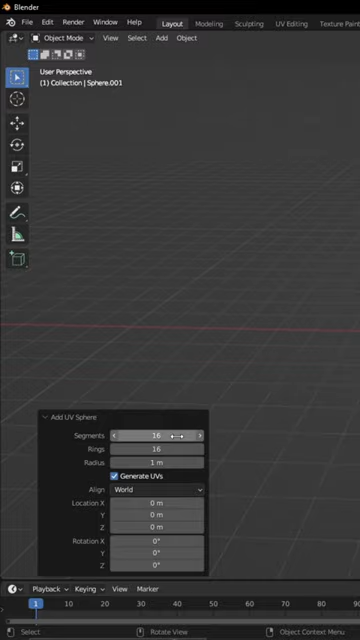 Blender
File Edit Render Window Help Layout Modeling Sculpting UV Editing Texture Pain
Object Mode View Select Add Object
User Perspective
(1) Collection | Sphere.001
Add UV Sphere
Segments 16
Rings 16
Radius 1 m
Generate UVs
Align World
Location X 0 m
Y 0 m
Z 0 m
Rotation X 0°
Y 0°
Z 0°
Playback Keying View Marker
1 10 20 30 40 50 60 70 80 90
Select Rotate View Object Context Menu